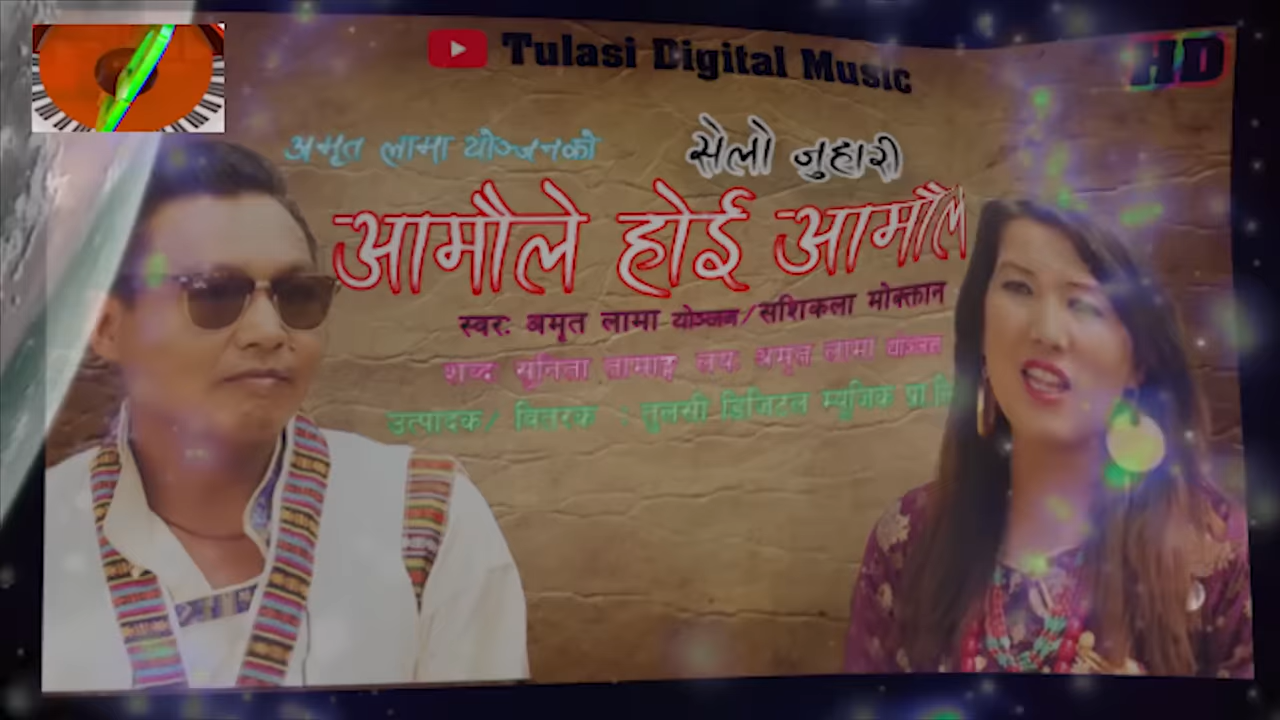 Tulasi Digital Music
HD
अमृत लामा योञ्जनको
सेलो जुहारी
आमौले होई आमौले
स्वरः अमृत लामा योञ्जन/सशिकला मोक्तान
शब्द सुनिता लामाङ्ग लयः अमृत लामा योञ्जन
उत्पादक/ वितरक : तुलसी डिजिटल म्युजिक प्रा.लि